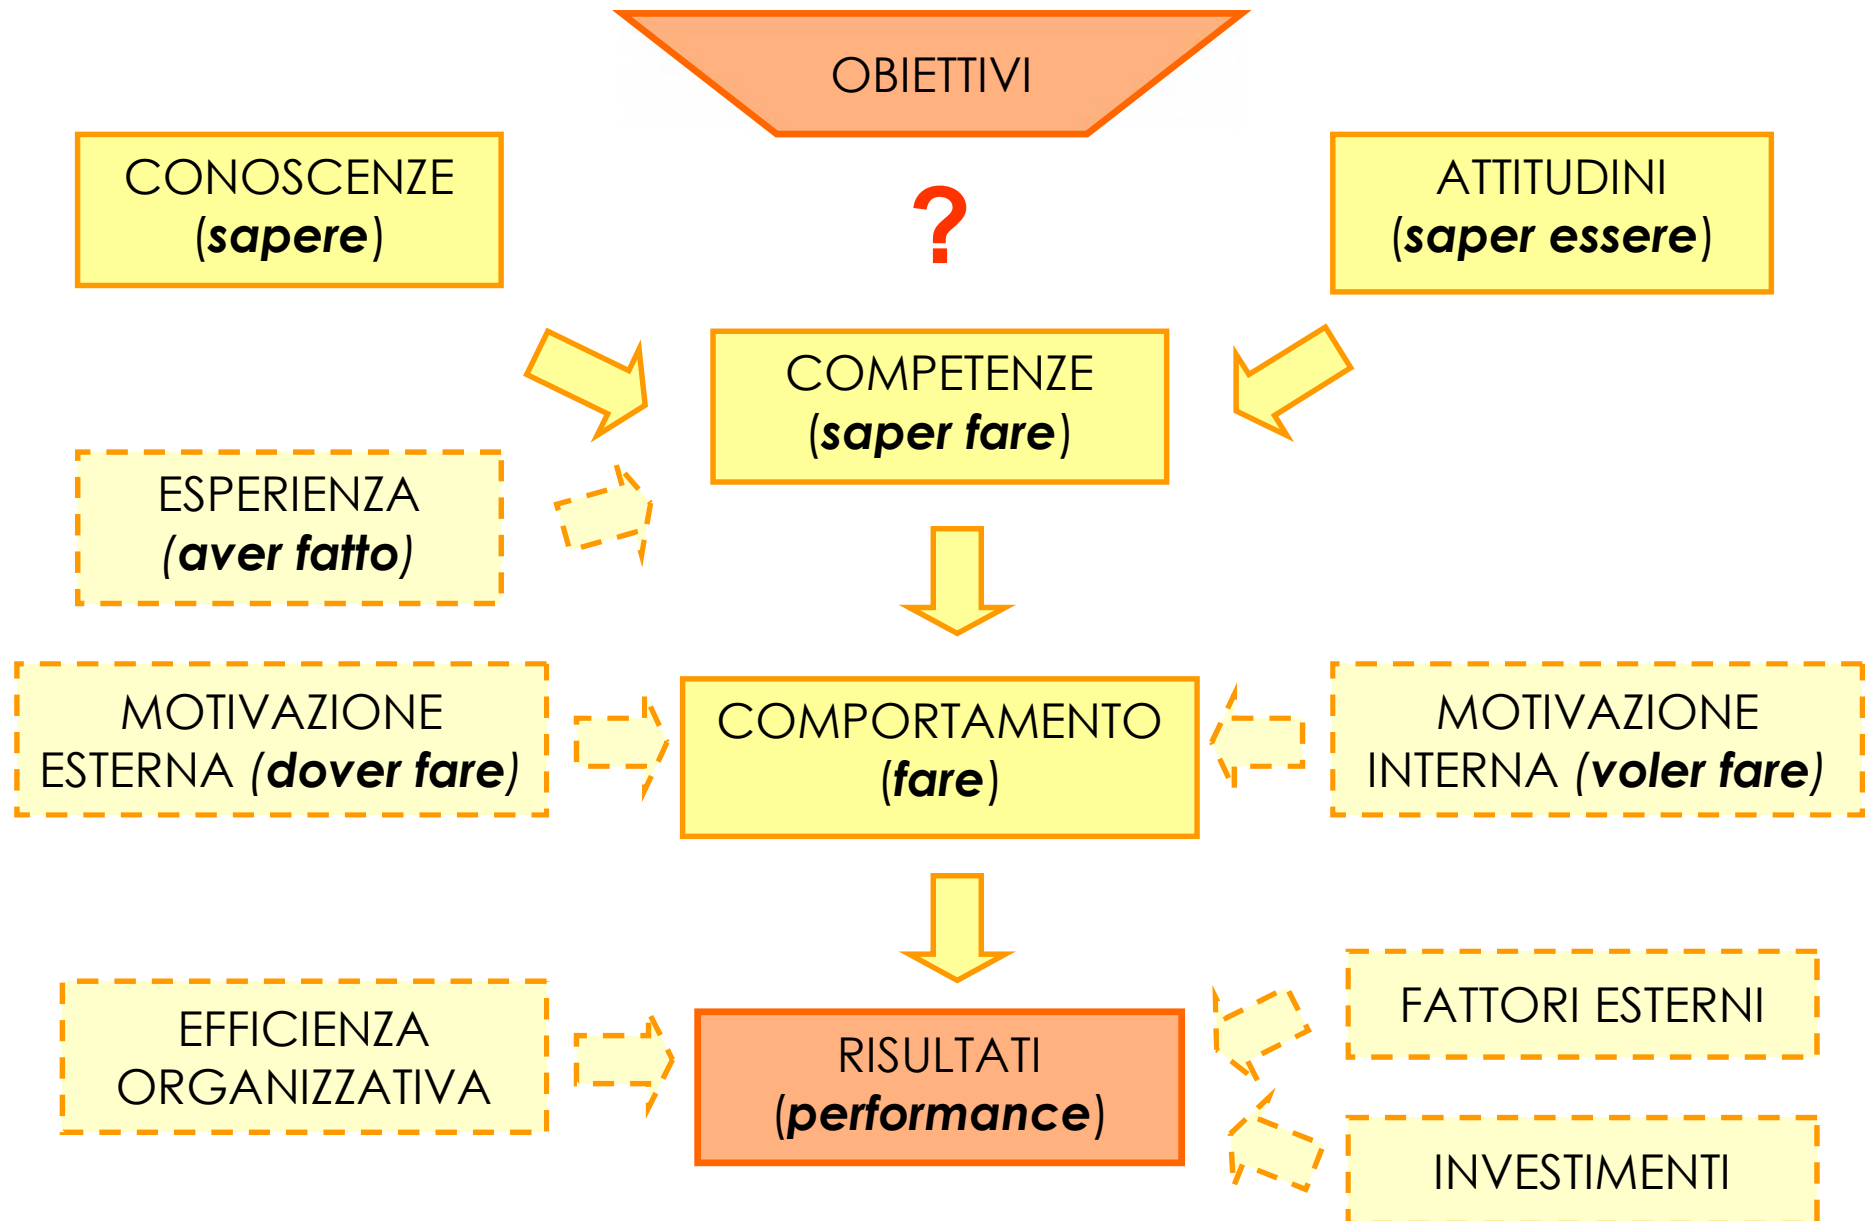 OBIETTIVI
CONOSCENZE
(sapere)
?
ATTITUDINI
(saper essere)
COMPETENZE
(saper fare)
ESPERIENZA
(aver fatto)
MOTIVAZIONE
ESTERNA (dover fare)
COMPORTAMENTO
(fare)
MOTIVAZIONE
INTERNA (voler fare)
EFFICIENZA
ORGANIZZATIVA
RISULTATI
(performance)
FATTORI ESTERNI
INVESTIMENTI